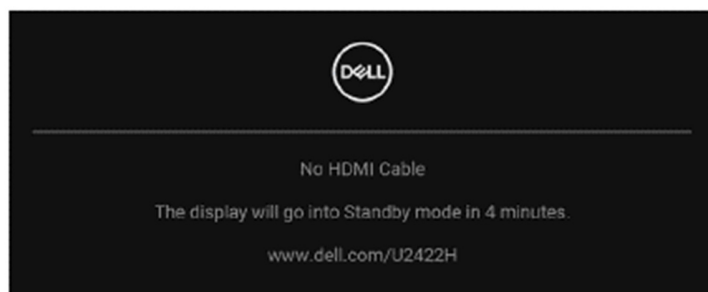 DELL
No HDMI Cable
The display will go into Standby mode in 4 minutes.
www.dell.com/U2422H